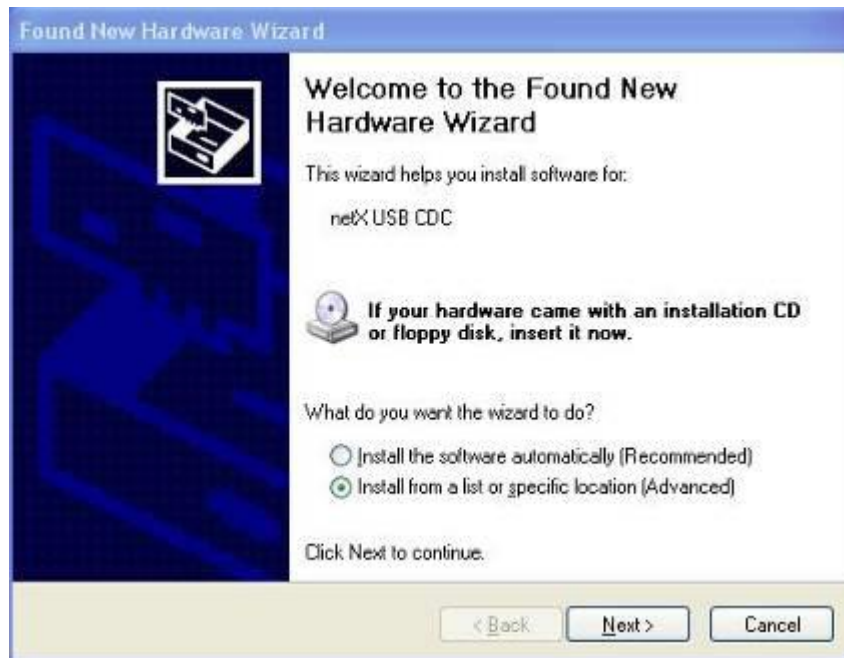 Found New Hardware Wizard
Welcome to the Found New
Hardware Wizard
This wizard helps you install software for:
netX USB CDC
If your hardware came with an installation CD
or floppy disk, insert it now.
What do you want the wizard to do?
Install the software automatically (Recommended)
Install from a list or specific location (Advanced)
Click Next to continue.
< Back Next > Cancel